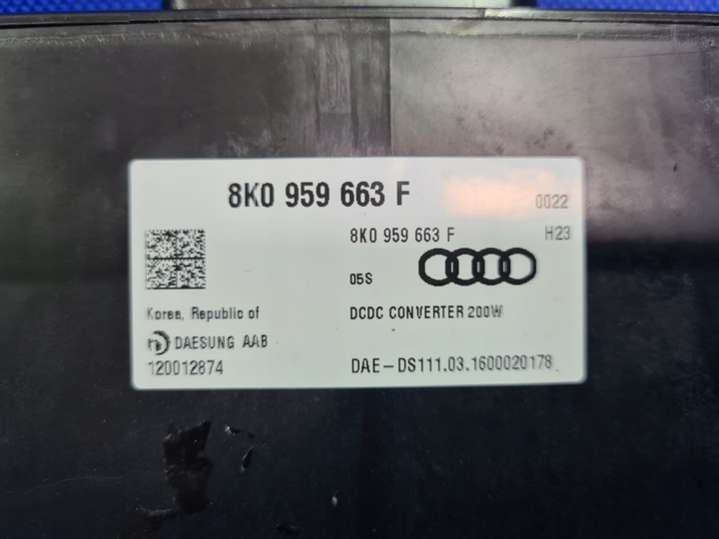 8K0 959 663 F
0022
8K0 959 663 F H23
05S
Korea, Republic of DCDC CONVERTER 200W
DAESUNG AAB
120012874 DAE-DS111.03.1600020178